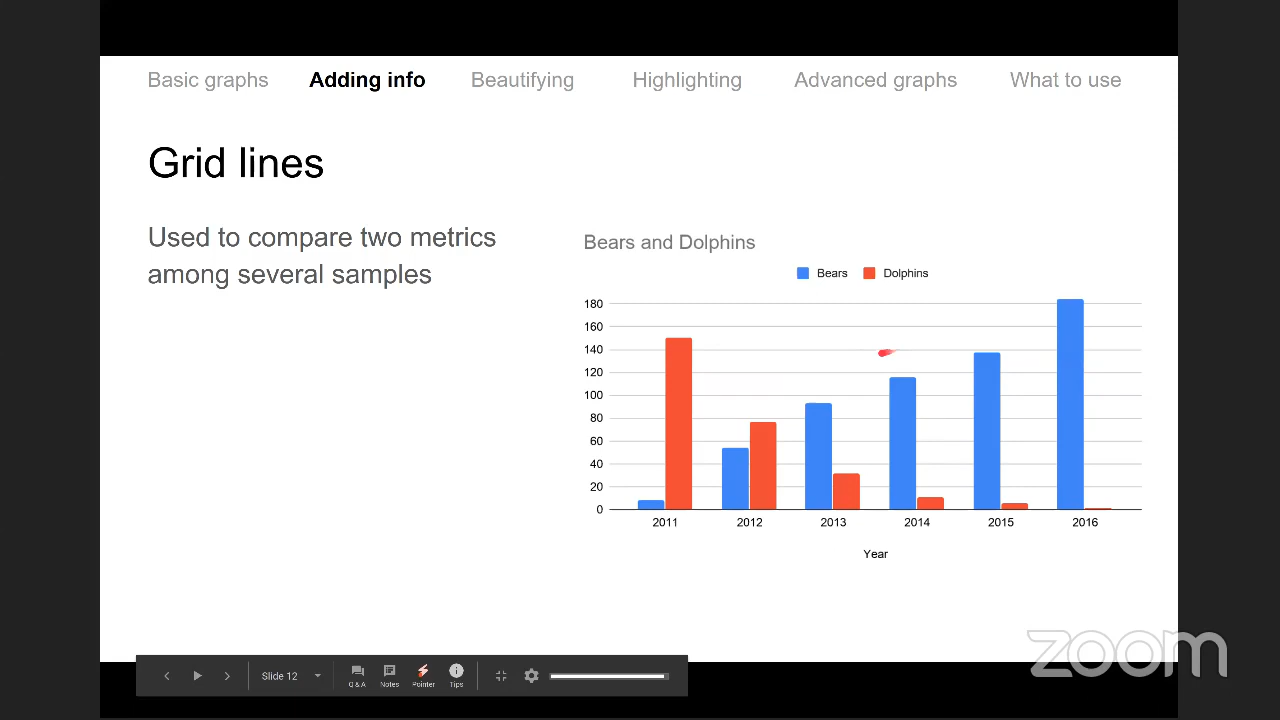 Basic graphs Adding info Beautifying Highlighting Advanced graphs What to use
Grid lines
Used to compare two metrics
among several samples
Bears and Dolphins
Bears Dolphins
180
160
140
120
100
80
60
40
20
0
2011 2012 2013 2014 2015 2016
Year
zoom
Slide 12
Q & A Notes Pointer Tips